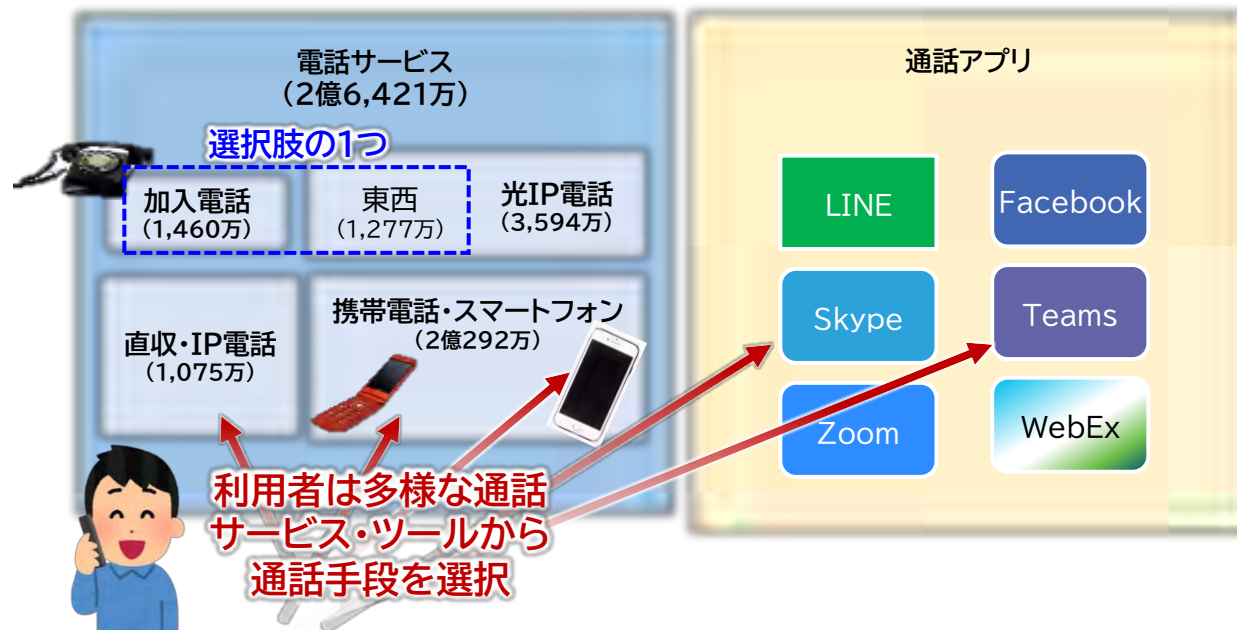 電話サービス
(2億6,421万)
選択肢の1つ
加入電話
(1,460万)
東西
(1,277万)
光IP電話
(3,594万)
直収・IP電話
(1,075万)
携帯電話・スマートフォン
(2億292万)
利用者は多様な通話
サービス・ツールから
通話手段を選択
通話アプリ
LINE
Facebook
Skype
Teams
Zoom
WebEx